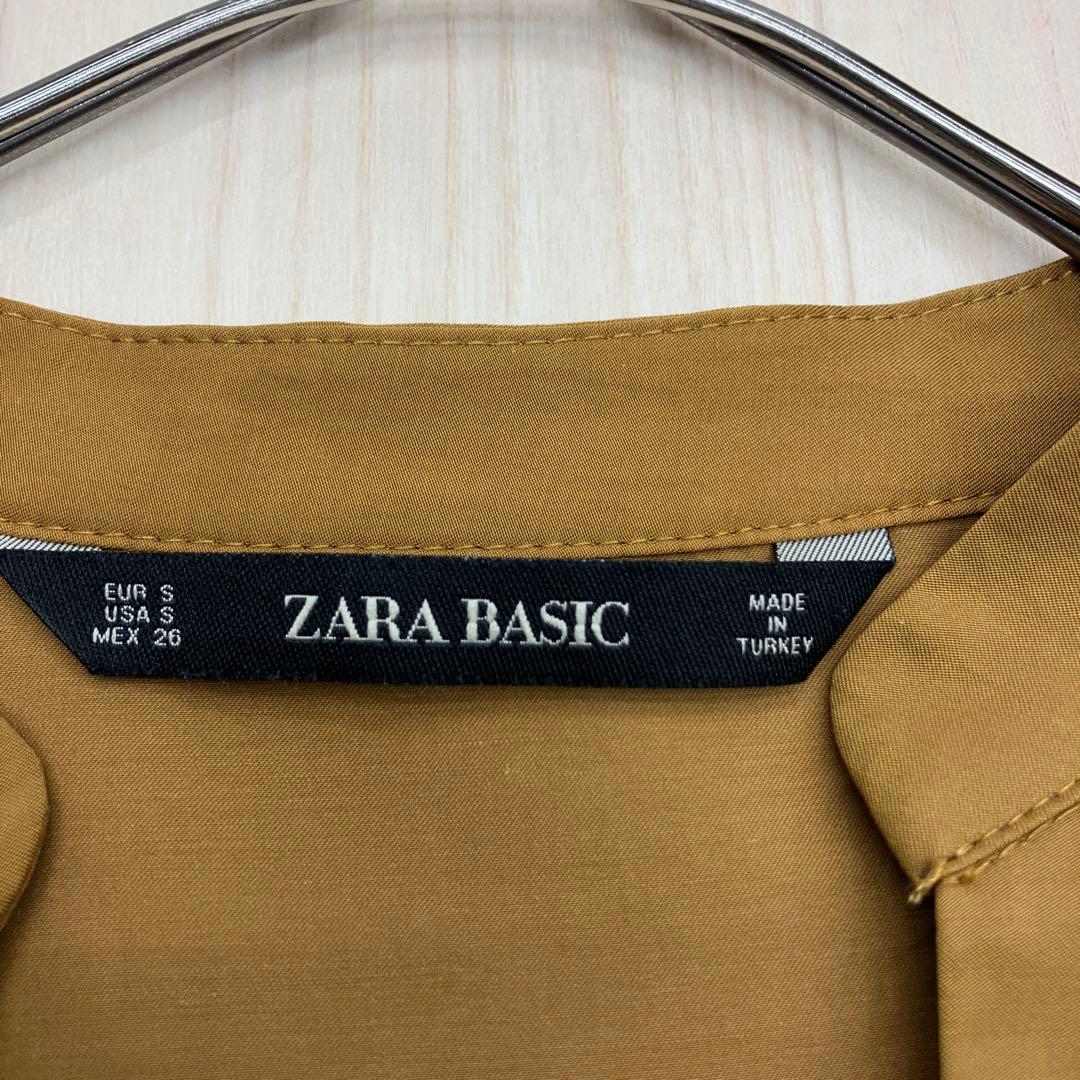 EUR S
USA S
MEX 26
ZARA BASIC
MADE
IN
TURKEY